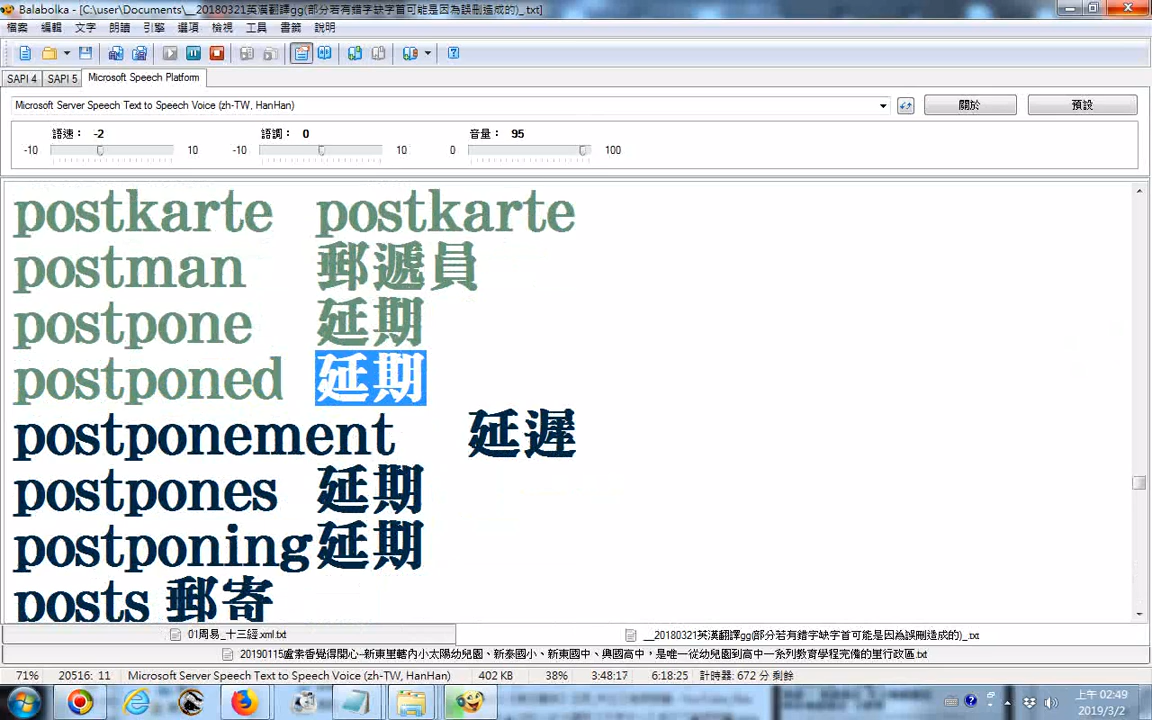 Balabolka - [C:\user\Documents\__20180321英漢翻譯gg(部分若有錯字缺字首可能是因為誤刪造成的)_.txt]
檔案 編輯 文字 朗讀 引擎 選項 檢視 工具 書籤 說明
SAPI 4 SAPI 5 Microsoft Speech Platform
Microsoft Server Speech Text to Speech Voice (zh-TW, HanHan) 關於 預設
語速： -2 語調： 0 音量： 95
-10 10 -10 10 0 100
postkarte postkarte
postman 郵遞員
postpone 延期
postponed 延期
postponement 延遲
postpones 延期
postponing延期
posts 郵寄
01周易_十三經.xml.txt __20180321英漢翻譯gg(部分若有錯字缺字首可能是因為誤刪造成的)_.txt
20190115盧素香覺得開心~新東里轄內小太陽幼兒園、新泰國小、新東國中、興國高中，是唯一從幼兒園到高中一系列教育學程完備的里行政區.txt
71% 20516: 11 Microsoft Server Speech Text to Speech Voice (zh-TW, HanHan) 402 KB 38% 3:48:17 6:18:25 計時器: 672 分 剩餘
上午 02:49
2019/3/2